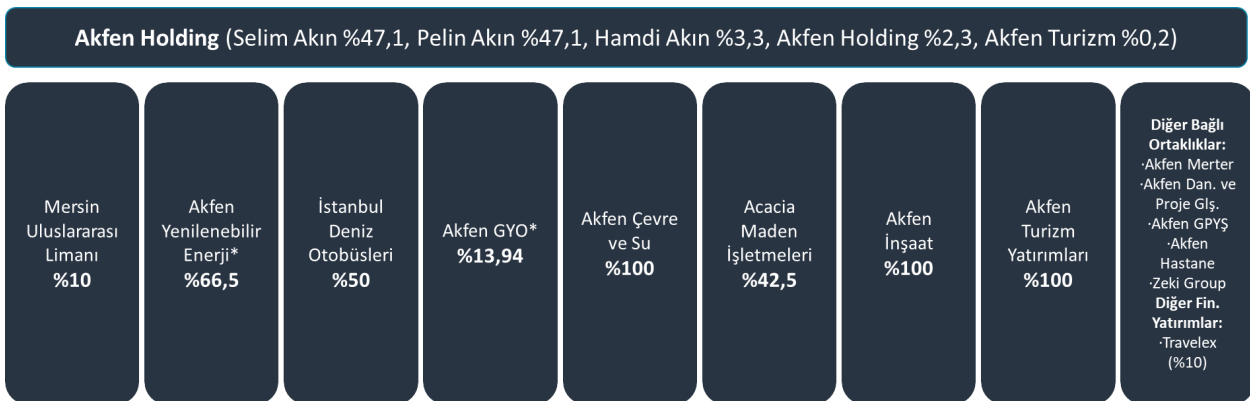 Akfen Holding (Selim Akın %47,1, Pelin Akın %47,1, Hamdi Akın %3,3, Akfen Holding %2,3, Akfen Turizm %0,2)
Mersin
Uluslararası
Limanı
%10
Akfen
Yenilenebilir
Enerji*
%66,5
İstanbul
Deniz
Otobüsleri
%50
Akfen GYO*
%13,94
Akfen Çevre
ve Su
%100
Acacia
Maden
İşletmeleri
%42,5
Akfen
İnşaat
%100
Akfen
Turizm
Yatırımları
%100
Diğer Bağlı
Ortaklıklar:
·Akfen Merter
·Akfen Dan. ve
Proje Glş.
·Akfen GPYŞ
·Akfen
Hastane
·Zeki Group
Diğer Fin.
Yatırımlar:
·Travelex
(%10)